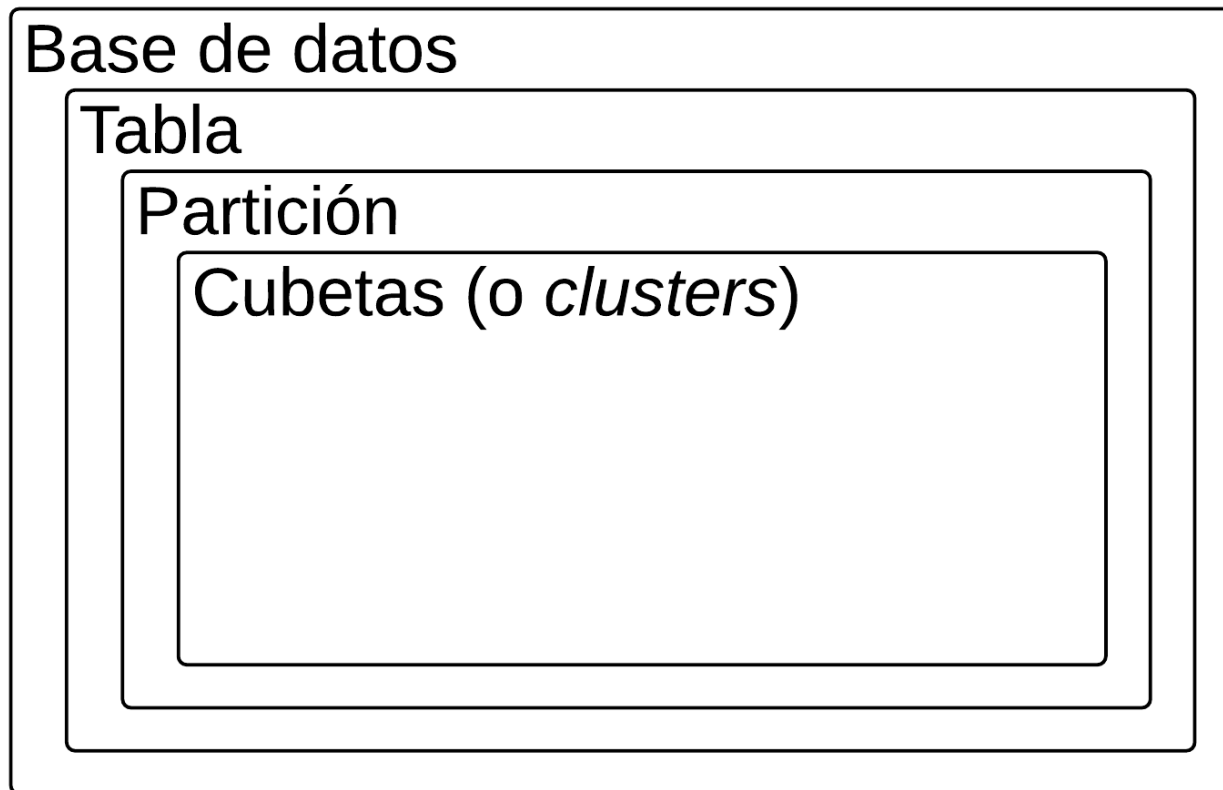 Base de datos
Tabla
Partición
Cubetas (o clusters)